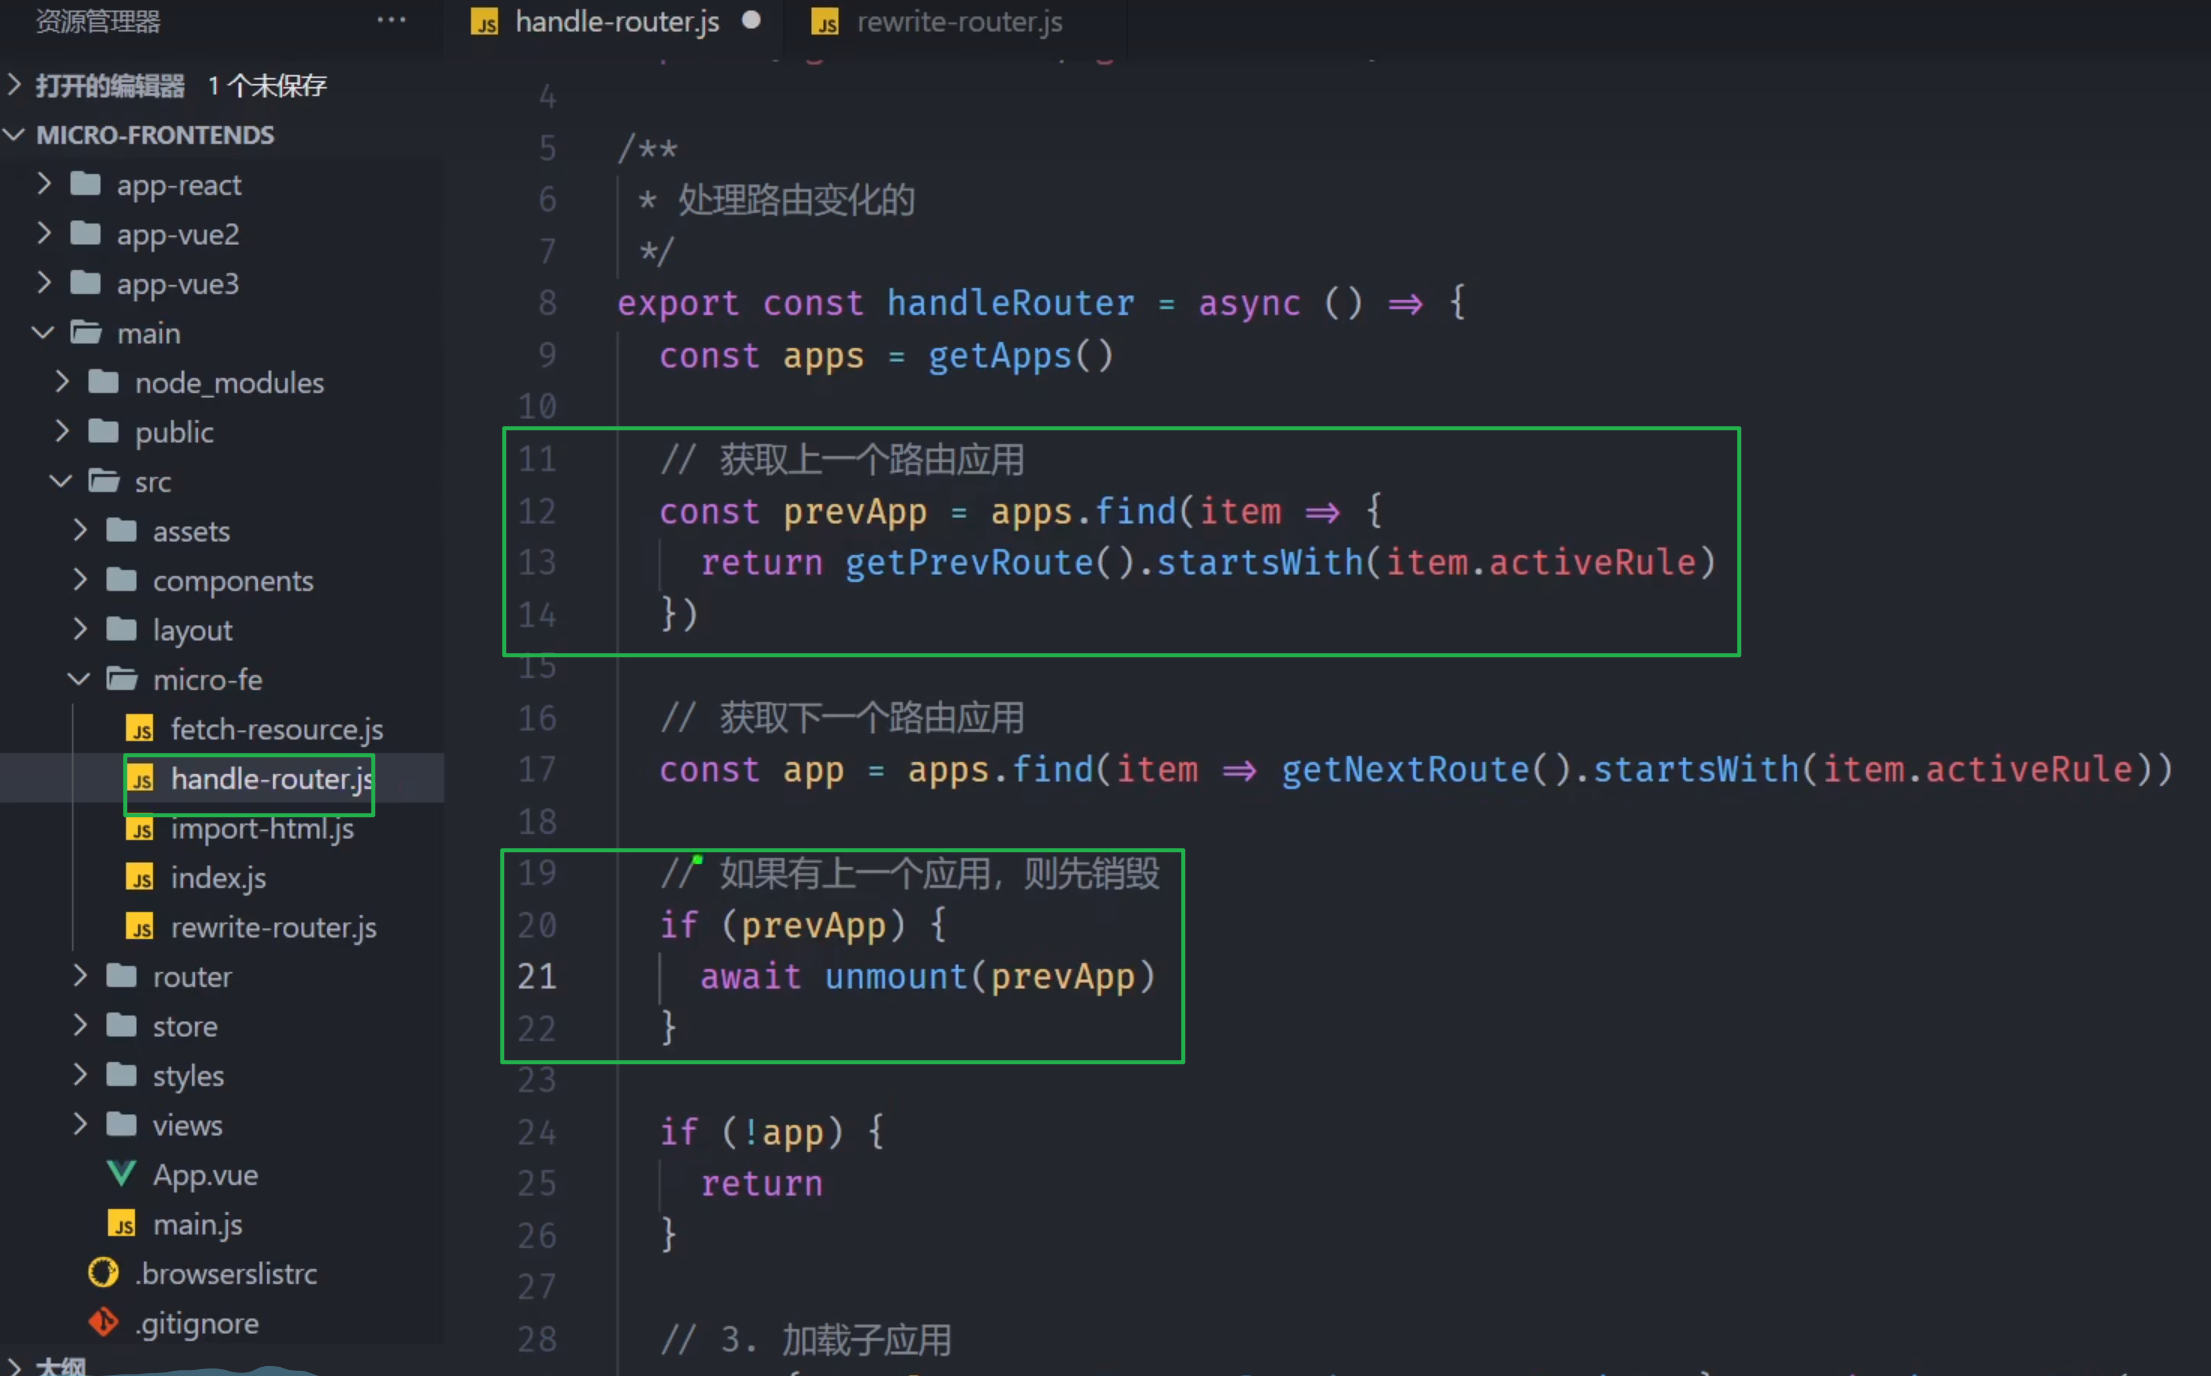 资源管理器 ···
打开的编辑器 1 个未保存
MICRO-FRONTENDS
app-react
app-vue2
app-vue3
main
node_modules
public
src
assets
components
layout
micro-fe
fetch-resource.js
handle-router.js
import-html.js
index.js
rewrite-router.js
router
store
styles
views
App.vue
main.js
.browserslistrc
.gitignore
大纲
handle-router.js ● rewrite-router.js
4
5 /**
6 * 处理路由变化的
7 */
8 export const handleRouter = async () => {
9 const apps = getApps()
10
11 // 获取上一个路由应用
12 const prevApp = apps.find(item => {
13 return getPrevRoute().startsWith(item.activeRule)
14 })
15
16 // 获取下一个路由应用
17 const app = apps.find(item => getNextRoute().startsWith(item.activeRule))
18
19 // 如果有上一个应用，则先销毁
20 if (prevApp) {
21 await unmount(prevApp)
22 }
23
24 if (!app) {
25 return
26 }
27
28 // 3. 加载子应用